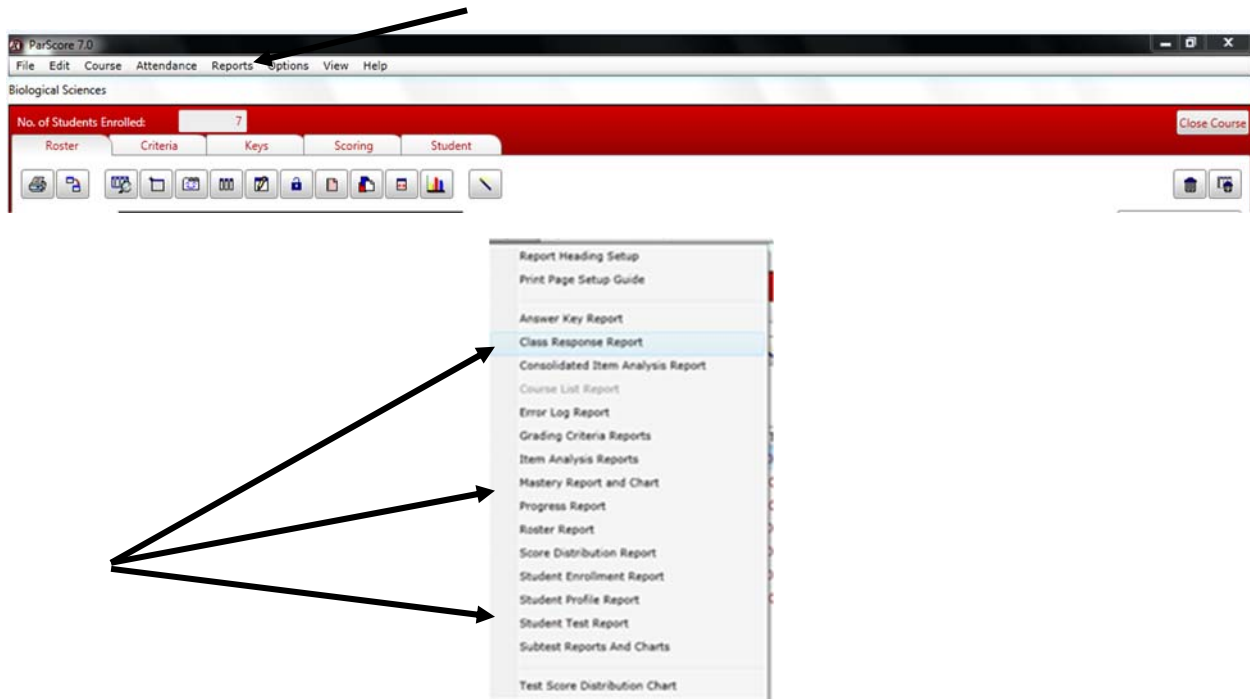 ParScore 7.0
File Edit Course Attendance Reports Options View Help
Biological Sciences
No. of Students Enrolled: 7
Close Course
Roster Criteria Keys Scoring Student
Report Heading Setup
Print Page Setup Guide
Answer Key Report
Class Response Report
Consolidated Item Analysis Report
Course List Report
Error Log Report
Grading Criteria Reports
Item Analysis Reports
Mastery Report and Chart
Progress Report
Roster Report
Score Distribution Report
Student Enrollment Report
Student Profile Report
Student Test Report
Subtest Reports And Charts
Test Score Distribution Chart